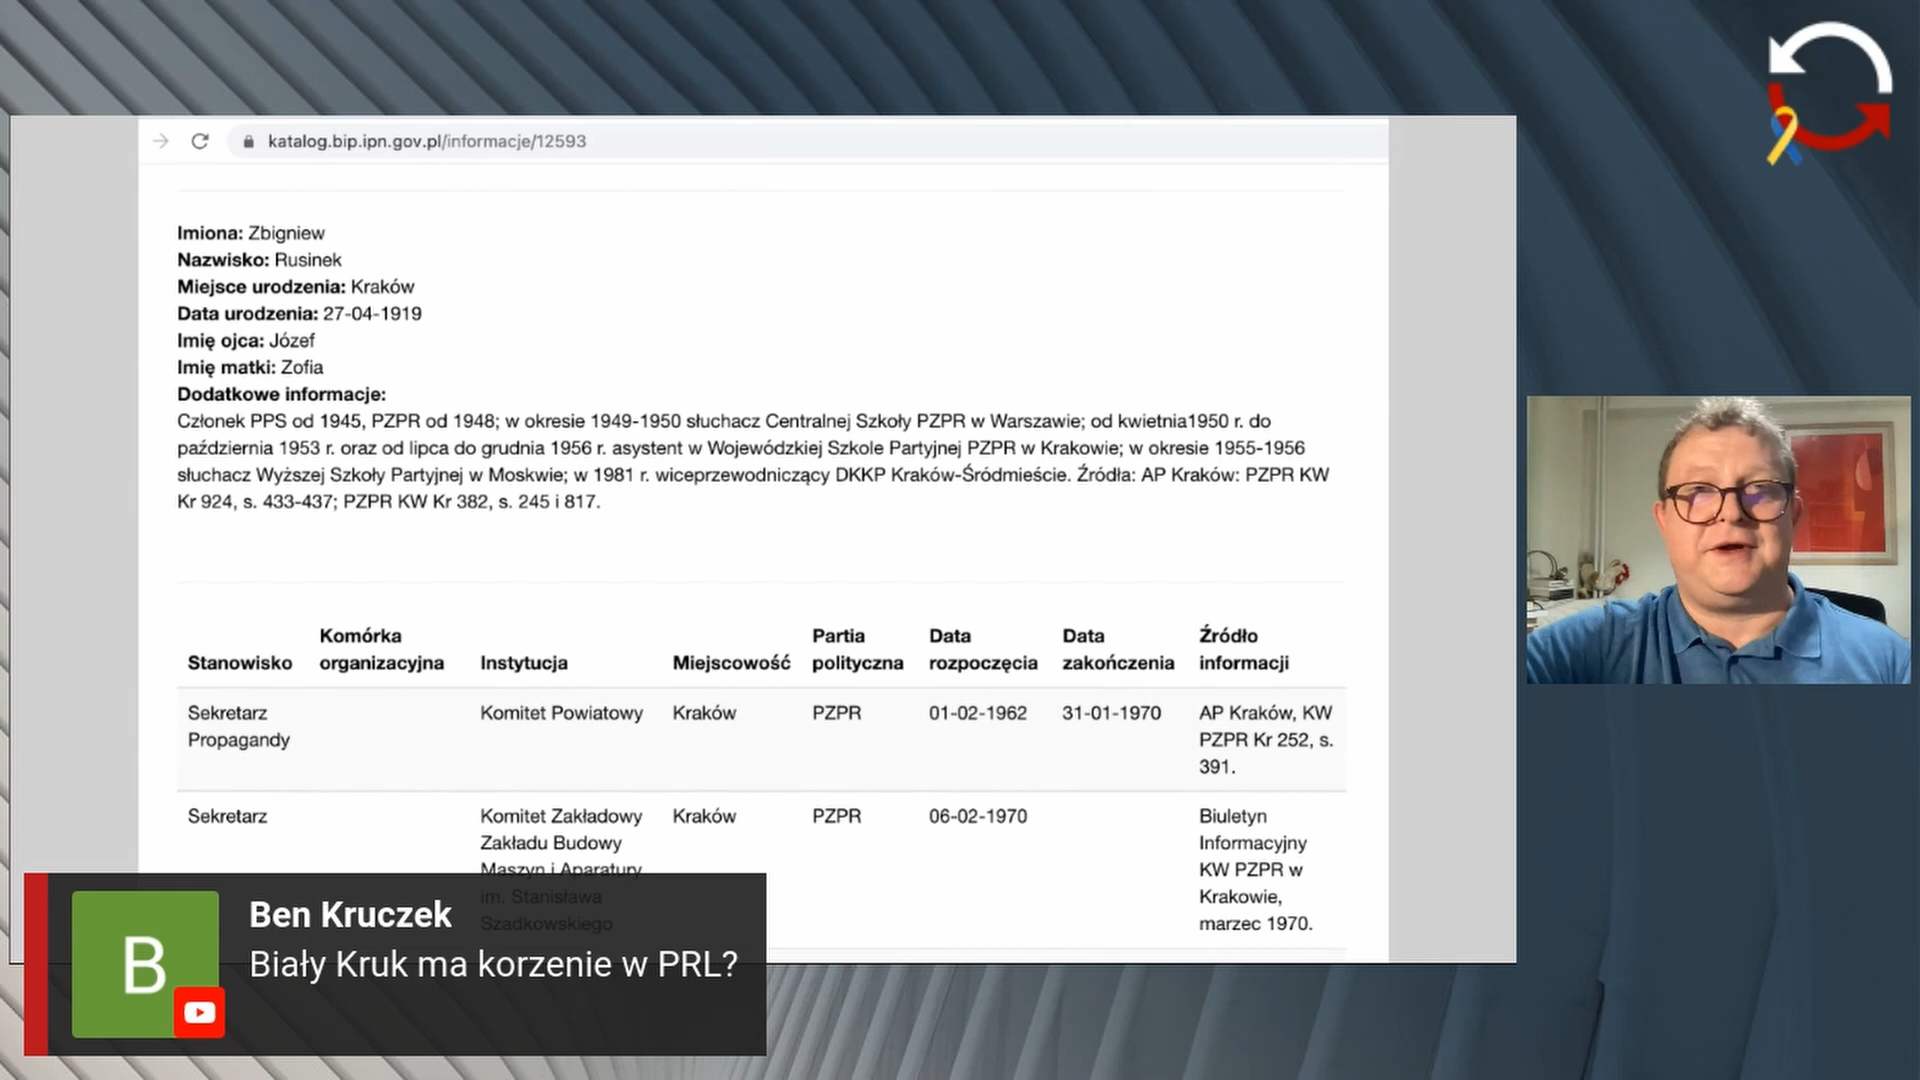 katalog.bip.ipn.gov.pl/informacje/12593
Imiona: Zbigniew
Nazwisko: Rusinek
Miejsce urodzenia: Kraków
Data urodzenia: 27-04-1919
Imię ojca: Józef
Imię matki: Zofia
Dodatkowe informacje:
Członek PPS od 1945, PZPR od 1948; w okresie 1949-1950 słuchacz Centralnej Szkoły PZPR w Warszawie; od kwietnia1950 r. do
października 1953 r. oraz od lipca do grudnia 1956 r. asystent w Wojewódzkiej Szkole Partyjnej PZPR w Krakowie; w okresie 1955-1956
słuchacz Wyższej Szkoły Partyjnej w Moskwie; w 1981 r. wiceprzewodniczący DKKP Kraków-Śródmieście. Źródła: AP Kraków: PZPR KW
Kr 924, s. 433-437; PZPR KW Kr 382, s. 245 i 817.
Komórka Partia Data Data Źródło
Stanowisko organizacyjna Instytucja Miejscowość polityczna rozpoczęcia zakończenia informacji
Sekretarz Komitet Powiatowy Kraków PZPR 01-02-1962 31-01-1970 AP Kraków, KW
Propagandy PZPR Kr 252, s.
391.
Sekretarz Komitet Zakładowy Kraków PZPR 06-02-1970 Biuletyn
Zakładu Budowy Informacyjny
Maszyn i Aparatury KW PZPR w
im. Stanisława Krakowie,
Szadkowskiego marzec 1970.
B
Ben Kruczek
Biały Kruk ma korzenie w PRL?